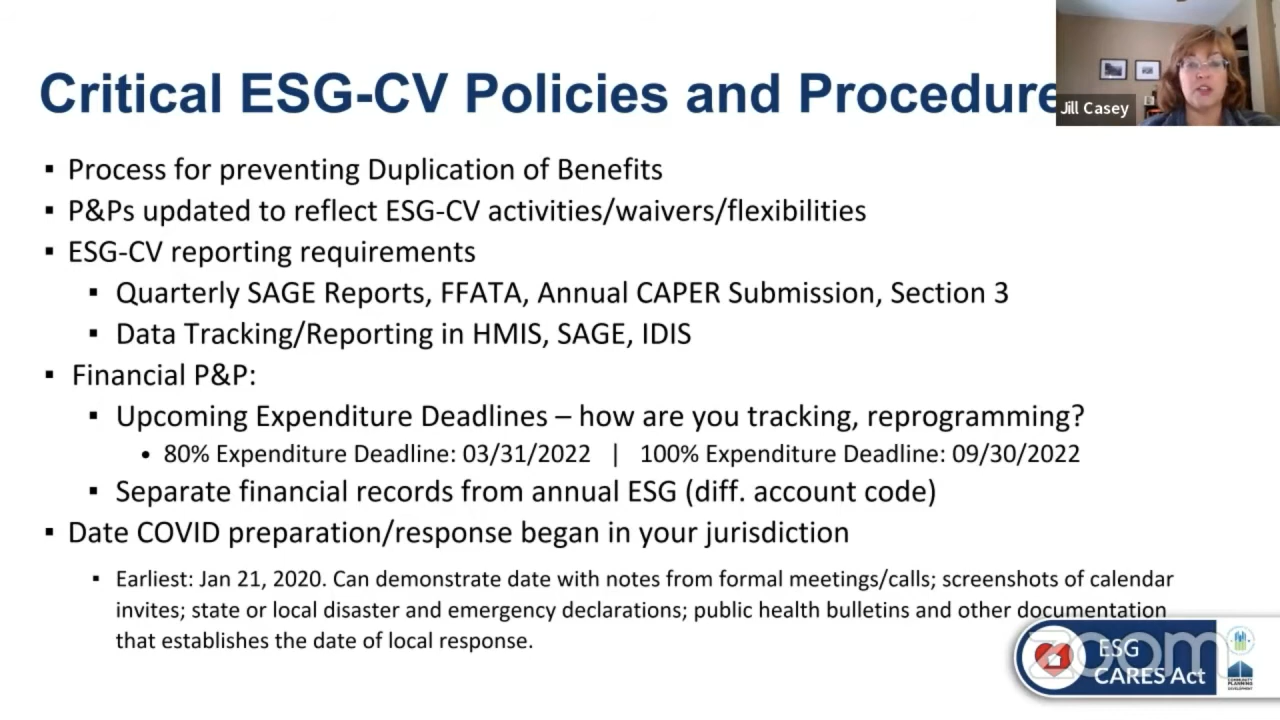 Critical ESG-CV Policies and Procedure
Jill Casey
▪ Process for preventing Duplication of Benefits
▪ P&Ps updated to reflect ESG-CV activities/waivers/flexibilities
▪ ESG-CV reporting requirements
▪ Quarterly SAGE Reports, FFATA, Annual CAPER Submission, Section 3
▪ Data Tracking/Reporting in HMIS, SAGE, IDIS
▪ Financial P&P:
▪ Upcoming Expenditure Deadlines – how are you tracking, reprogramming?
• 80% Expenditure Deadline: 03/31/2022 | 100% Expenditure Deadline: 09/30/2022
▪ Separate financial records from annual ESG (diff. account code)
▪ Date COVID preparation/response began in your jurisdiction
▪ Earliest: Jan 21, 2020. Can demonstrate date with notes from formal meetings/calls; screenshots of calendar
invites; state or local disaster and emergency declarations; public health bulletins and other documentation
that establishes the date of local response.
zoom
ESG
CARES Act
COMMUNITY
PLANNING
DEVELOPMENT